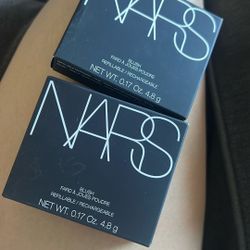 NARS
BLUSH
FARD À JOUES POUDRE
REFILLABLE / RECHARGEABLE
NET WT. 0.17 OZ. 4.8 g
NARS
BLUSH
FARD À JOUES POUDRE
REFILLABLE / RECHARGEABLE
NET WT. 0.17 OZ. 4.8 g